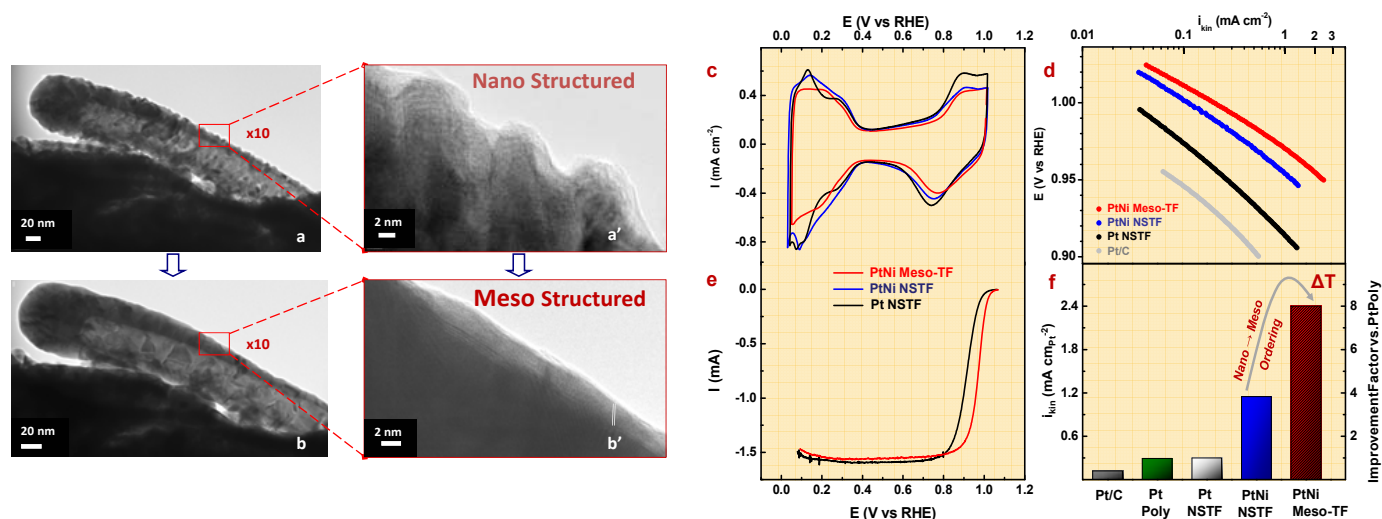 Nano Structured
x10
20 nm
a
2 nm
a’
Meso Structured
x10
20 nm
b
2 nm
b’
E (V vs RHE)
0.0 0.2 0.4 0.6 0.8 1.0 1.2
c
0.4
0.0
-0.4
-0.8
I (mA cm⁻²)
e
PtNi Meso-TF
PtNi NSTF
Pt NSTF
0.0
-0.5
-1.0
-1.5
I (mA)
0.0 0.2 0.4 0.6 0.8 1.0 1.2
E (V vs RHE)
i kin (mA cm⁻²)
0.01 0.1 1 2 3
d
1.00
0.95
0.90
E (V vs RHE)
PtNi Meso-TF
PtNi NSTF
Pt NSTF
Pt/C
f
ΔT
Nano → Meso
Ordering
2.4
1.8
1.2
0.6
i kin (mA cm Pt -2)
8
6
4
2
ImprovementFactorvs.PtPoly
Pt/C Pt PtNi PtNi
Pt Poly NSTF NSTF Meso-TF